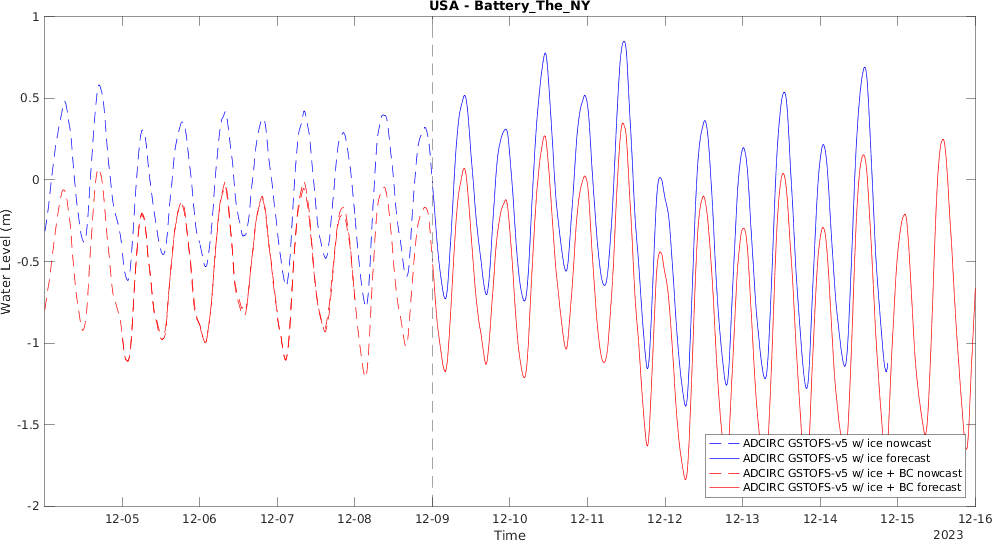 USA - Battery_The_NY
1
0.5
0
-0.5
-1
-1.5
-2
Water Level (m)
ADCIRC GSTOFS-v5 w/ ice nowcast
ADCIRC GSTOFS-v5 w/ ice forecast
ADCIRC GSTOFS-v5 w/ ice + BC nowcast
ADCIRC GSTOFS-v5 w/ ice + BC forecast
12-05 12-06 12-07 12-08 12-09 12-10 12-11 12-12 12-13 12-14 12-15 12-16
Time
2023